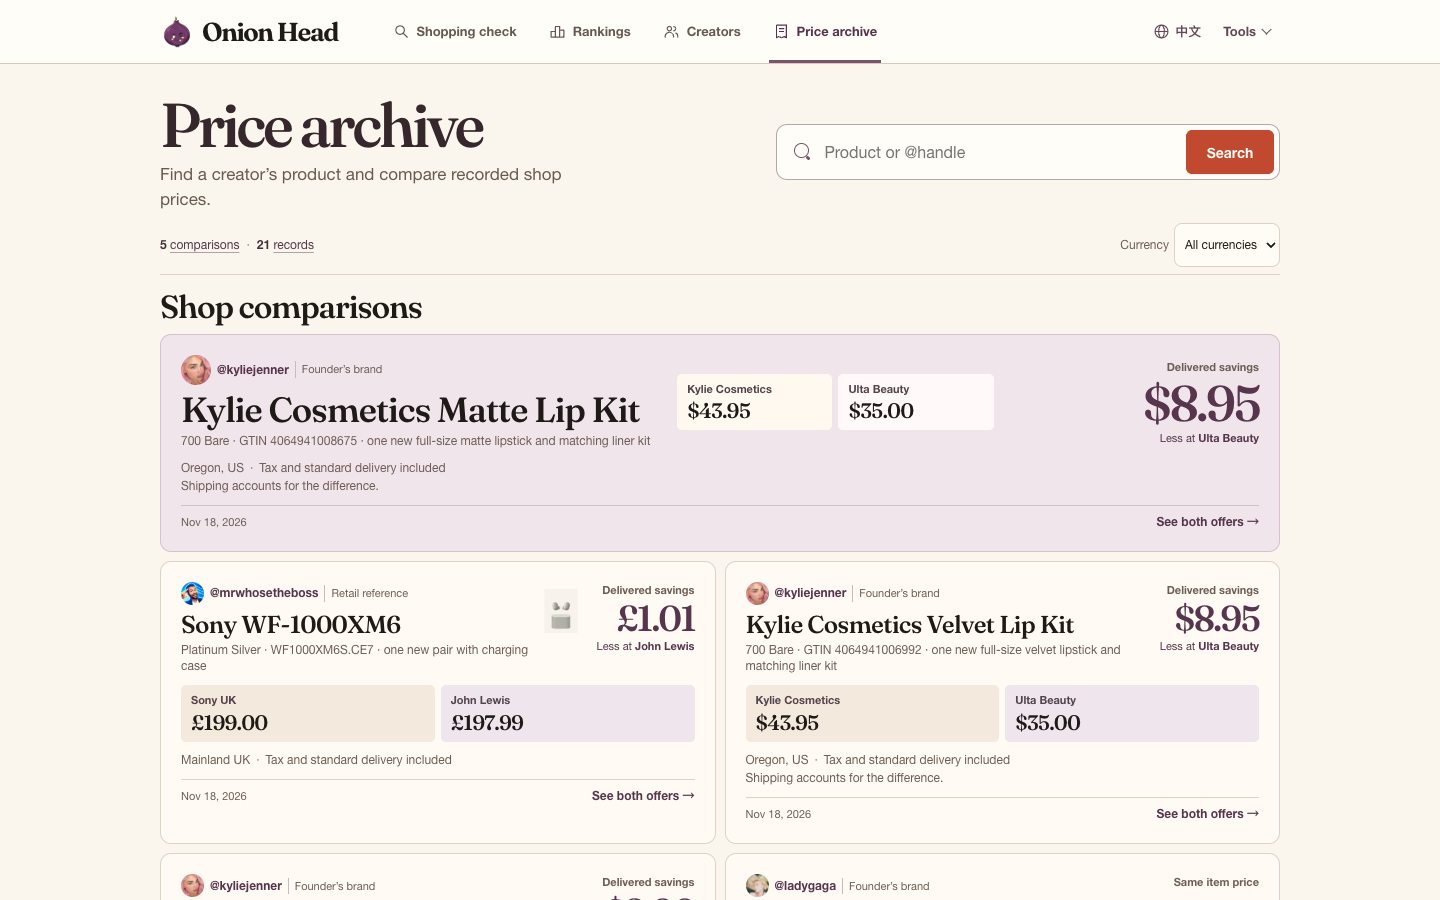 Onion Head
Shopping check
Rankings
Creators
Price archive
中文
Tools
Price archive
Find a creator’s product and compare recorded shop
prices.
Product or @handle
Search
5 comparisons · 21 records
Currency
All currencies
Shop comparisons
@kyliejenner
Founder’s brand
Kylie Cosmetics Matte Lip Kit
700 Bare · GTIN 4064941008675 · one new full-size matte lipstick and matching liner kit
Oregon, US · Tax and standard delivery included
Shipping accounts for the difference.
Kylie Cosmetics
$43.95
Ulta Beauty
$35.00
Delivered savings
$8.95
Less at Ulta Beauty
Nov 18, 2026
See both offers →
@mrwhosetheboss
Retail reference
Sony WF-1000XM6
Platinum Silver · WF1000XM6S.CE7 · one new pair with charging
case
Delivered savings
£1.01
Less at John Lewis
Sony UK
£199.00
John Lewis
£197.99
Mainland UK · Tax and standard delivery included
Nov 18, 2026
See both offers →
@kyliejenner
Founder’s brand
Kylie Cosmetics Velvet Lip Kit
700 Bare · GTIN 4064941006992 · one new full-size velvet lipstick and
matching liner kit
Delivered savings
$8.95
Less at Ulta Beauty
Kylie Cosmetics
$43.95
Ulta Beauty
$35.00
Oregon, US · Tax and standard delivery included
Shipping accounts for the difference.
Nov 18, 2026
See both offers →
@kyliejenner
Founder’s brand
Delivered savings
@ladygaga
Founder’s brand
Same item price